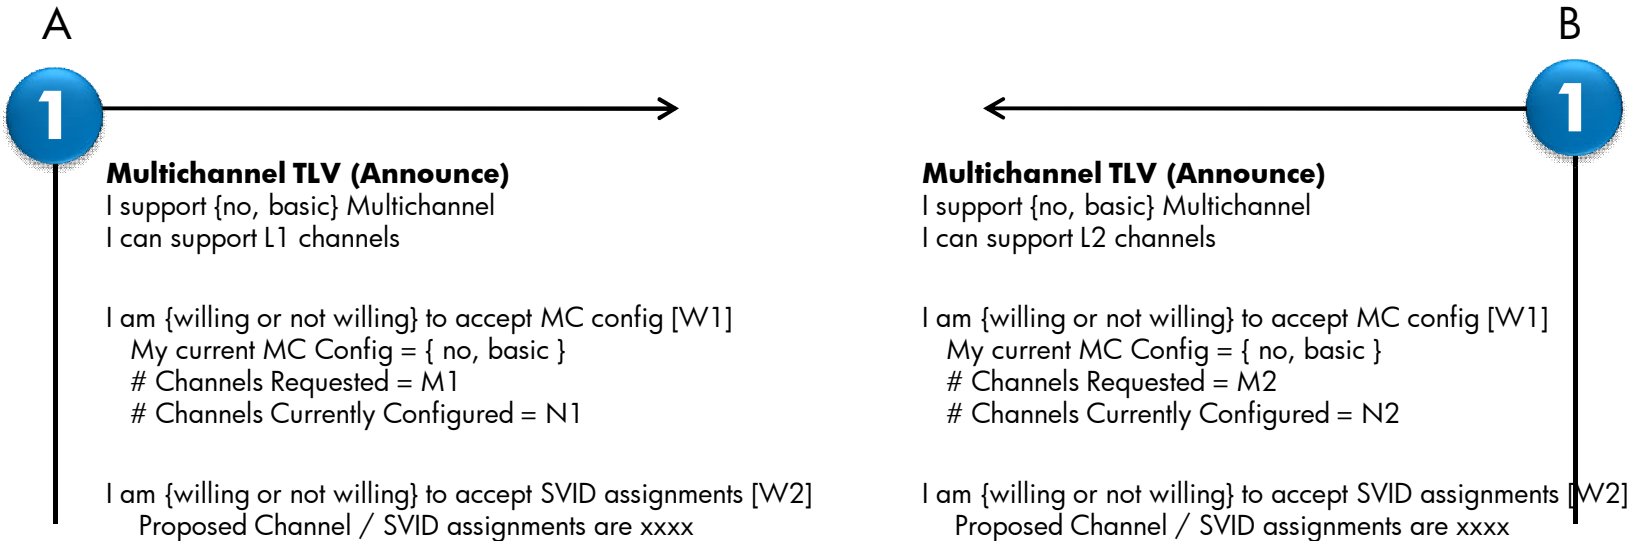 A
B
1
1
Multichannel TLV (Announce)
I support {no, basic} Multichannel
I can support L1 channels
I am {willing or not willing} to accept MC config [W1]
My current MC Config = { no, basic }
# Channels Requested = M1
# Channels Currently Configured = N1
I am {willing or not willing} to accept SVID assignments [W2]
Proposed Channel / SVID assignments are xxxx
Multichannel TLV (Announce)
I support {no, basic} Multichannel
I can support L2 channels
I am {willing or not willing} to accept MC config [W1]
My current MC Config = { no, basic }
# Channels Requested = M2
# Channels Currently Configured = N2
I am {willing or not willing} to accept SVID assignments [W2]
Proposed Channel / SVID assignments are xxxx